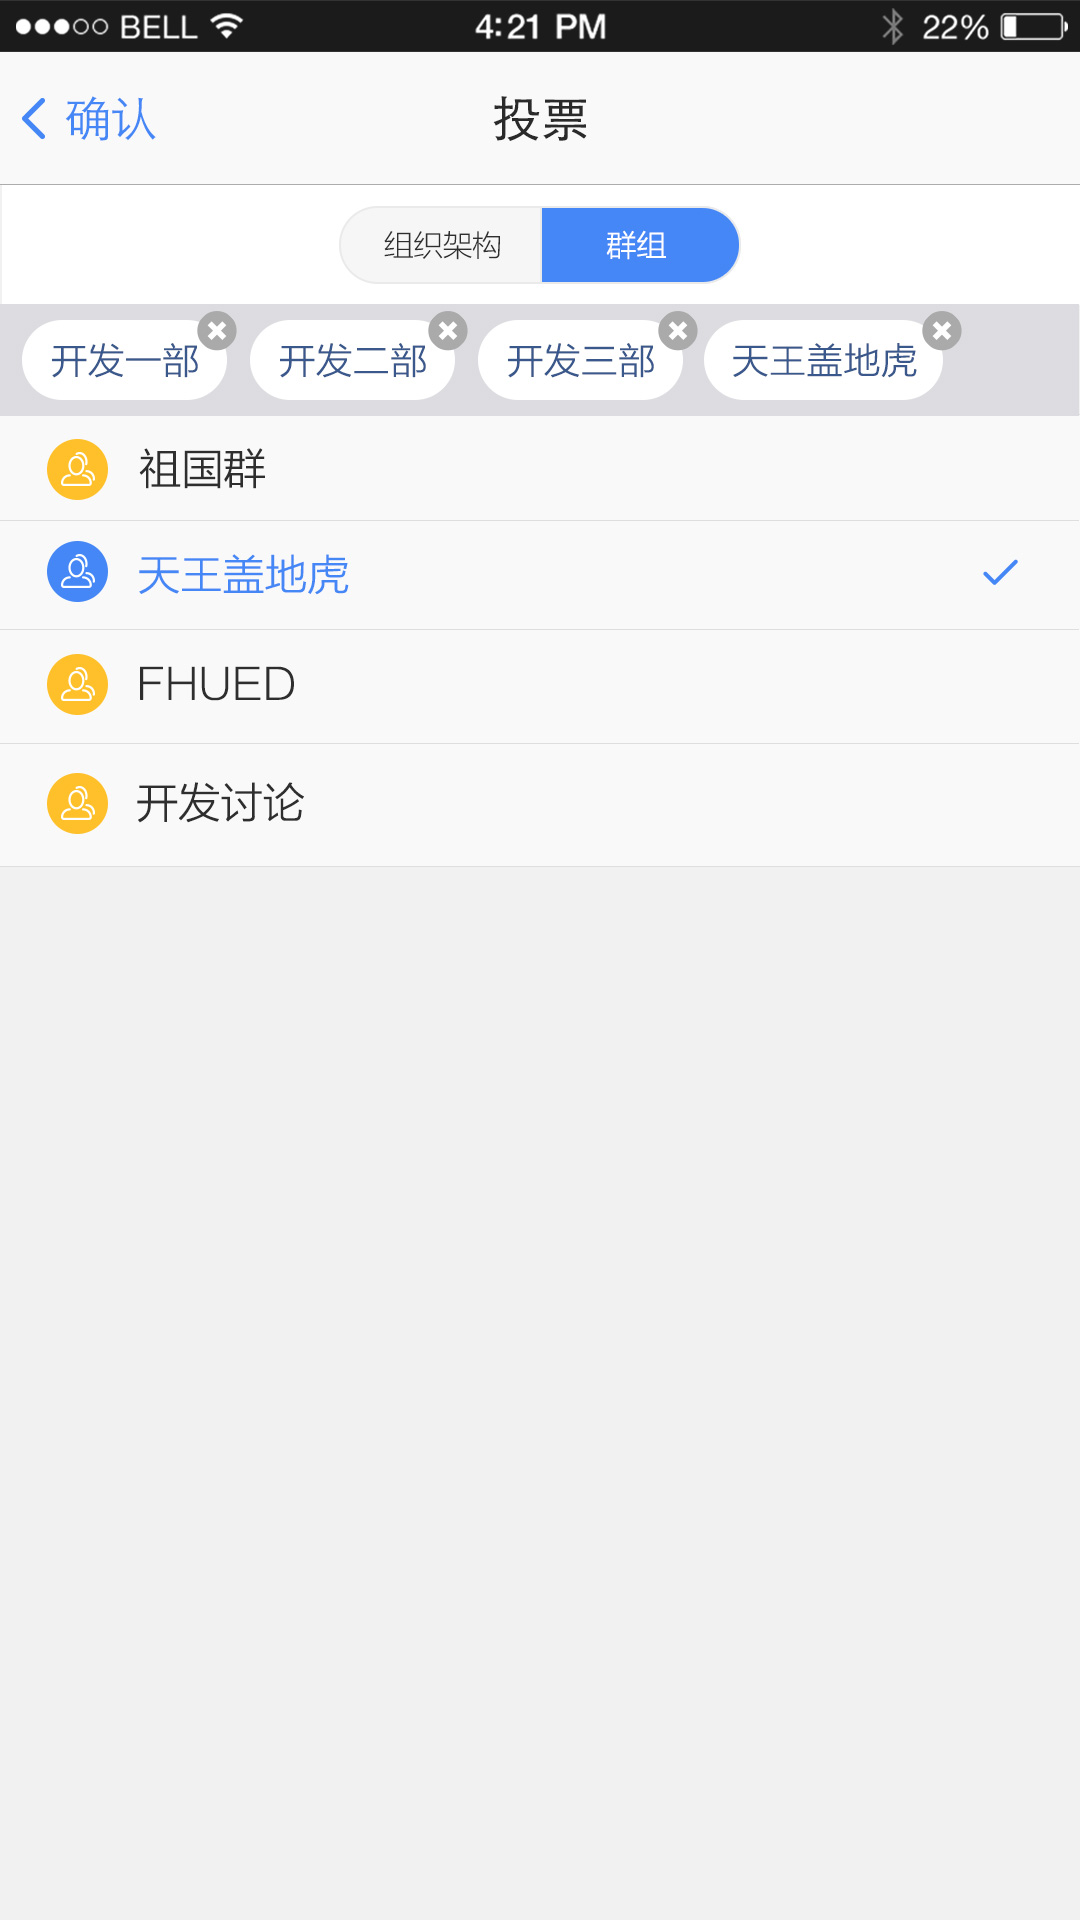 BELL 4:21 PM 22%
确认 投票
组织架构 群组
开发一部 开发二部 开发三部 天王盖地虎
祖国群
天王盖地虎
FHUED
开发讨论